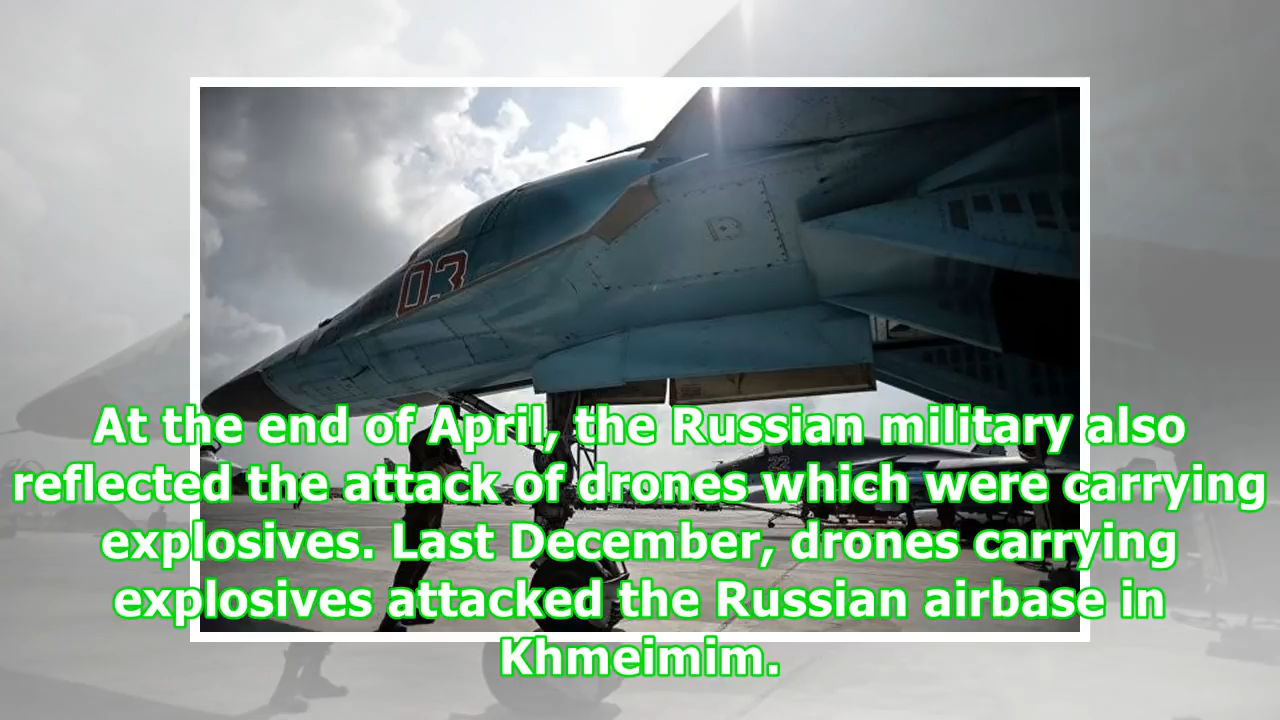 03
22
At the end of April, the Russian military also
reflected the attack of drones which were carrying
explosives. Last December, drones carrying
explosives attacked the Russian airbase in
Khmeimim.